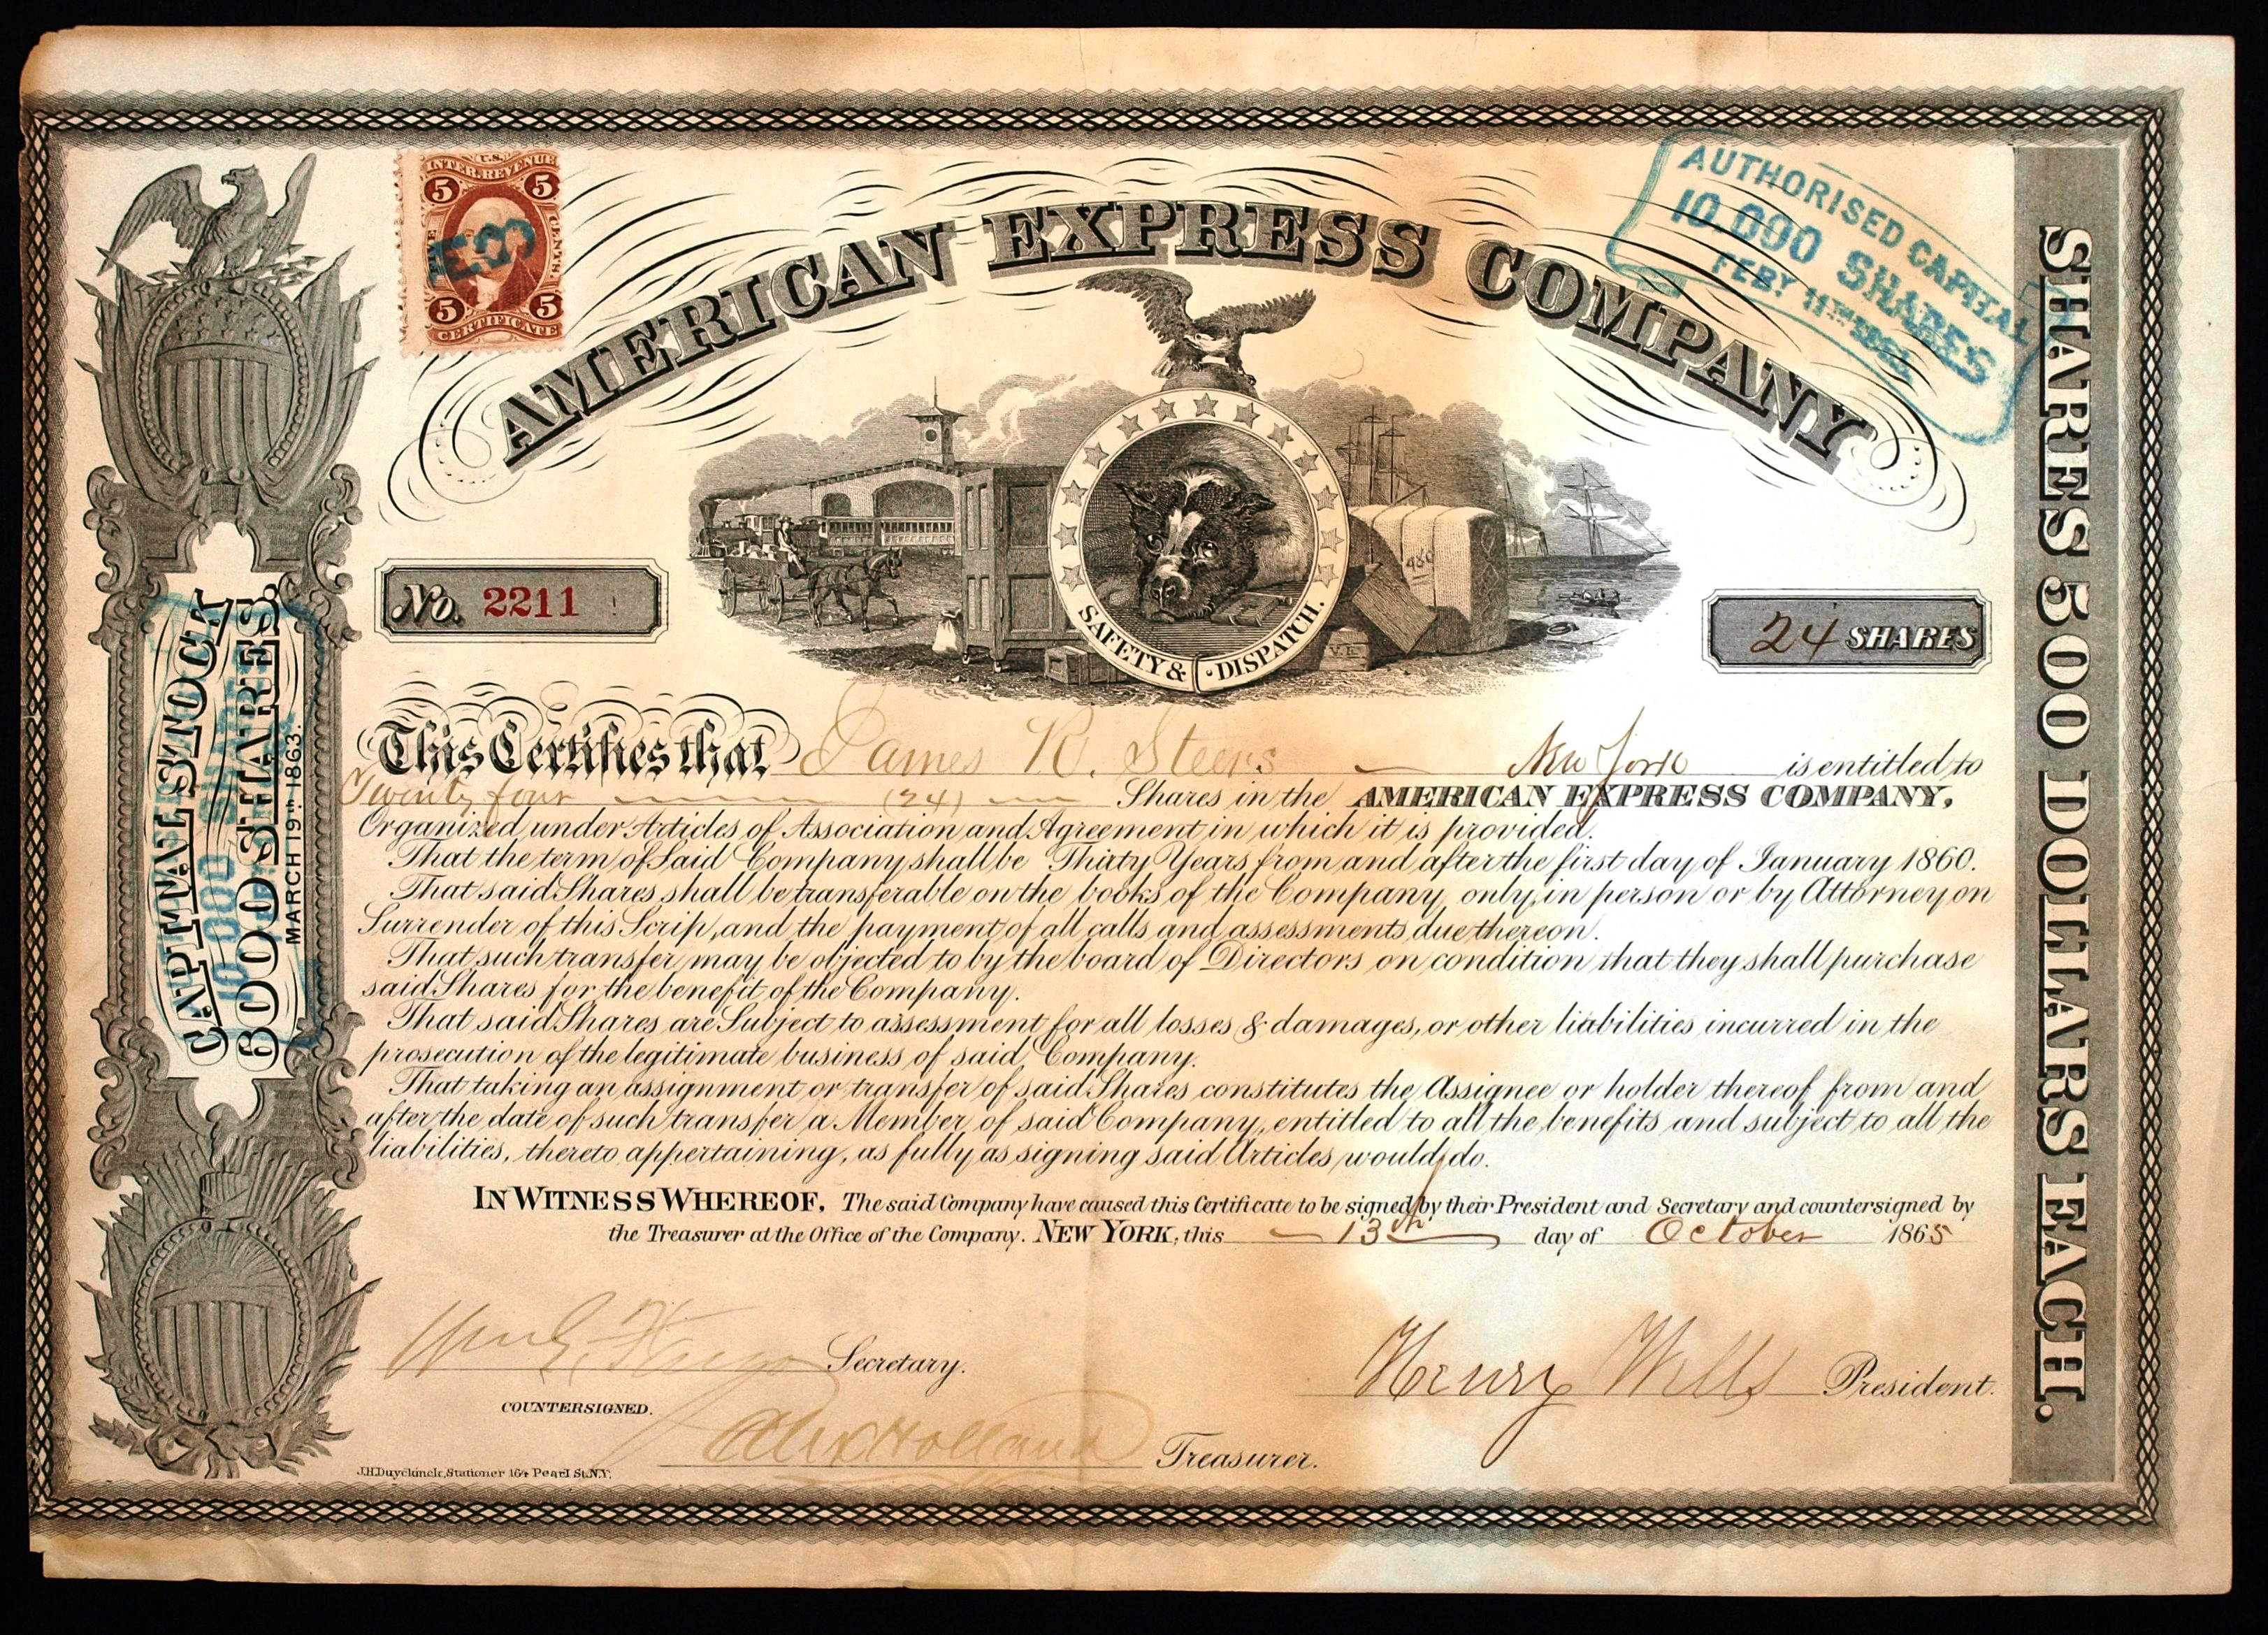 U.S.
INTER. REVENUE
5 5
FIVE CENTS.
5 5
CERTIFICATE
AMERICAN EXPRESS COMPANY
AUTHORISED CAPITAL
10.000 SHARES
FEBY 11TH
SAFETY & DISPATCH.
480
No. 2211
24 SHARES
CAPITAL STOCK
6000 SHARES.
MARCH 19th 1863.
10.000
SHARES 500 DOLLARS EACH.
This Certifies that James R. Steers New York is entitled to
Twenty four (24) Shares in the AMERICAN EXPRESS COMPANY,
Organized under Articles of Association and Agreement in which it is provided.
That the term of Said Company shall be Thirty Years from and after the first day of January 1860.
That said Shares shall be transferable on the books of the Company, only, in person or by Attorney on
Surrender of this Scrip, and the payment of all calls and assessments due thereon.
That such transfer may be objected to by the board of Directors on condition that they shall purchase
said Shares for the benefit of the Company.
That said Shares are Subject to assessment for all losses & damages, or other liabilities incurred in the
prosecution of the legitimate business of said Company.
That taking an assignment or transfer of said Shares constitutes the Assignee or holder thereof from and
after the date of such transfer a Member of said Company, entitled to all the benefits and subject to all the
liabilities, thereto appertaining, as fully as signing said Articles would do.
IN WITNESS WHEREOF, The said Company have caused this Certificate to be signed by their President and Secretary and countersigned by
the Treasurer at the Office of the Company. NEW YORK, this 13th day of October 1865
Secretary.
Henry Wells President.
COUNTERSIGNED.
Alex Holland Treasurer.
J.H. Duyckinck, Stationer 164 Pearl St. N.Y.